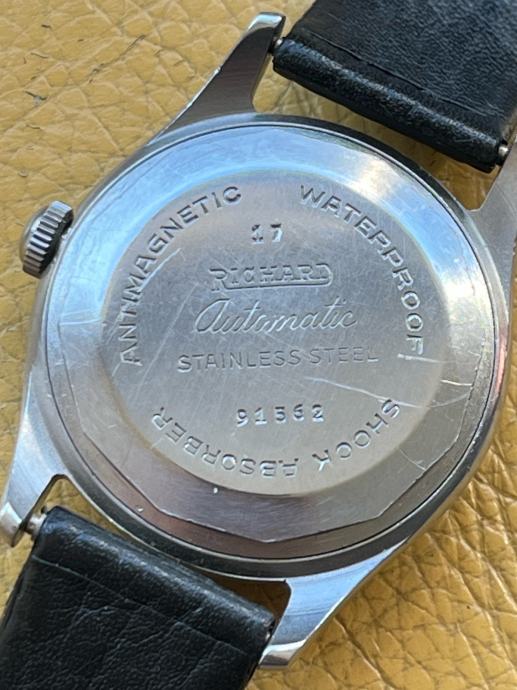 ANTIMAGNETIC WATERPROOF
17
RICHARD
Automatic
STAINLESS STEEL
91562
SHOCK ABSORBER